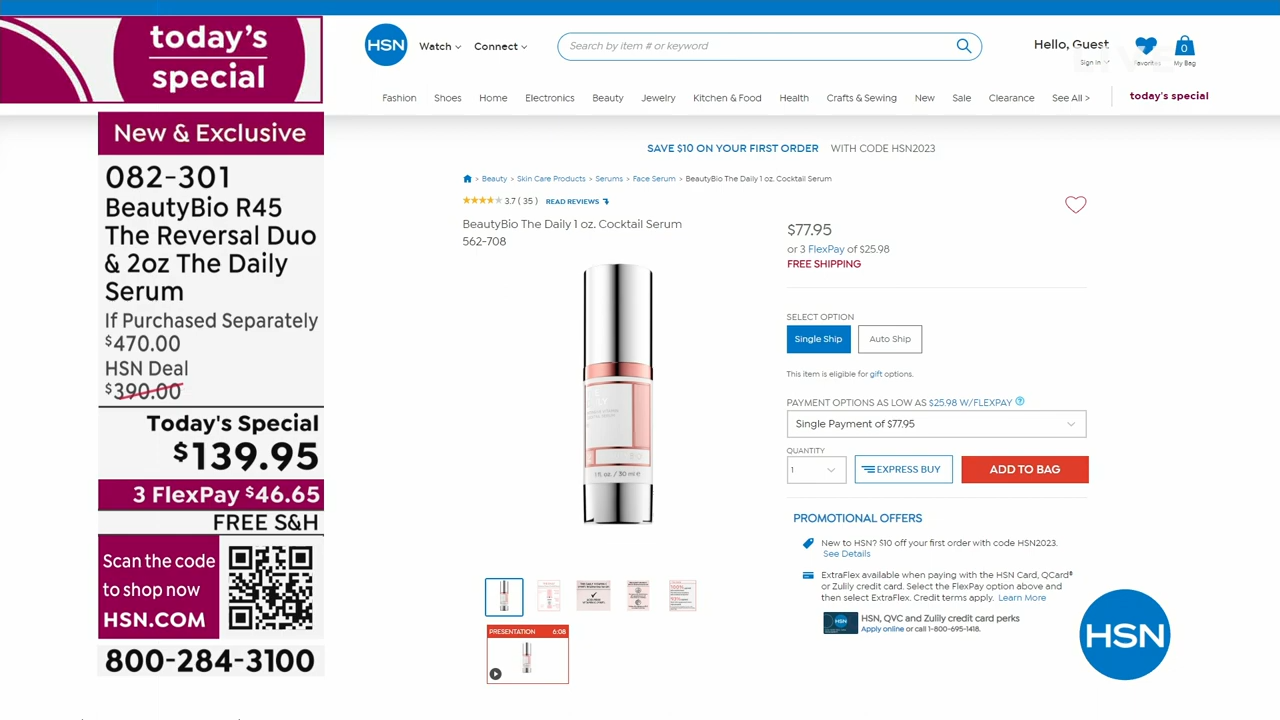 today's
special
New & Exclusive
082-301
BeautyBio R45
The Reversal Duo
& 2oz The Daily
Serum
If Purchased Separately
$470.00
HSN Deal
$390.00
Today's Special
$139.95
3 FlexPay $46.65
FREE S&H
Scan the code
to shop now
HSN.COM
800-284-3100
HSN
Watch
Connect
Search by item # or keyword
Hello, Guest
Sign In
Favorites
0
My Bag
Fashion Shoes Home Electronics Beauty Jewelry Kitchen & Food Health Crafts & Sewing New Sale Clearance See All > today's special
SAVE $10 ON YOUR FIRST ORDER WITH CODE HSN2023
> Beauty > Skin Care Products > Serums > Face Serum > BeautyBio The Daily 1 oz. Cocktail Serum
3.7 ( 35 ) READ REVIEWS
BeautyBio The Daily 1 oz. Cocktail Serum
562-708
1 fl oz. / 30 ml e
PRESENTATION 6:08
$77.95
or 3 FlexPay of $25.98
FREE SHIPPING
SELECT OPTION
Single Ship
Auto Ship
This item is eligible for gift options.
PAYMENT OPTIONS AS LOW AS $25.98 W/FLEXPAY ?
Single Payment of $77.95
QUANTITY
1
EXPRESS BUY
ADD TO BAG
PROMOTIONAL OFFERS
New to HSN? $10 off your first order with code HSN2023.
See Details
ExtraFlex available when paying with the HSN Card, QCard®
or Zulily credit card. Select the FlexPay option above and
then select ExtraFlex. Credit terms apply. Learn More
HSN
HSN, QVC and Zulily credit card perks
Apply online or call 1-800-695-1418.
HSN